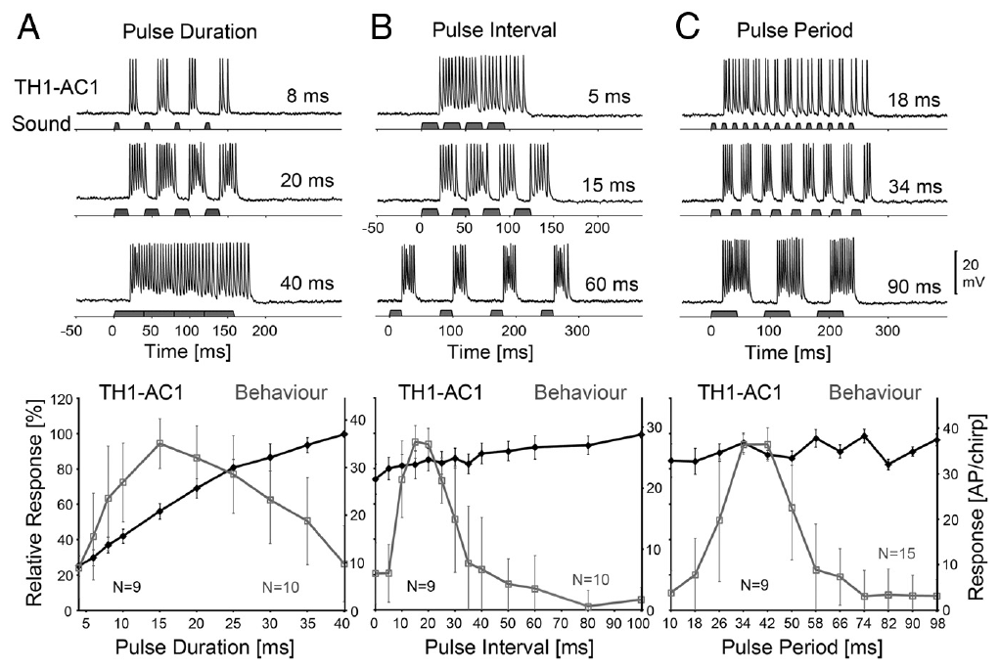 A
Pulse Duration
B
Pulse Interval
C
Pulse Period
TH1-AC1
Sound
8 ms
5 ms
18 ms
20 ms
15 ms
34 ms
-50 0 50 100 200
40 ms
60 ms
90 ms
20
mV
-50 0 50 100 150 200
Time [ms]
0 100 200 300
Time [ms]
0 100 200 300
Time [ms]
TH1-AC1 Behaviour
TH1-AC1 Behaviour
TH1-AC1 Behaviour
Relative Response [%]
120
100
80
60
40
20
0
N=9
N=10
5 10 15 20 25 30 35 40
Pulse Duration [ms]
40
30
20
10
0
N=9
N=10
0 10 20 30 40 50 60 70 80 90 100
Pulse Interval [ms]
30
20
10
0
N=9
N=15
10 18 26 34 42 50 58 66 74 82 90 98
Pulse Period [ms]
40
30
20
10
0
Response [AP/chirp]